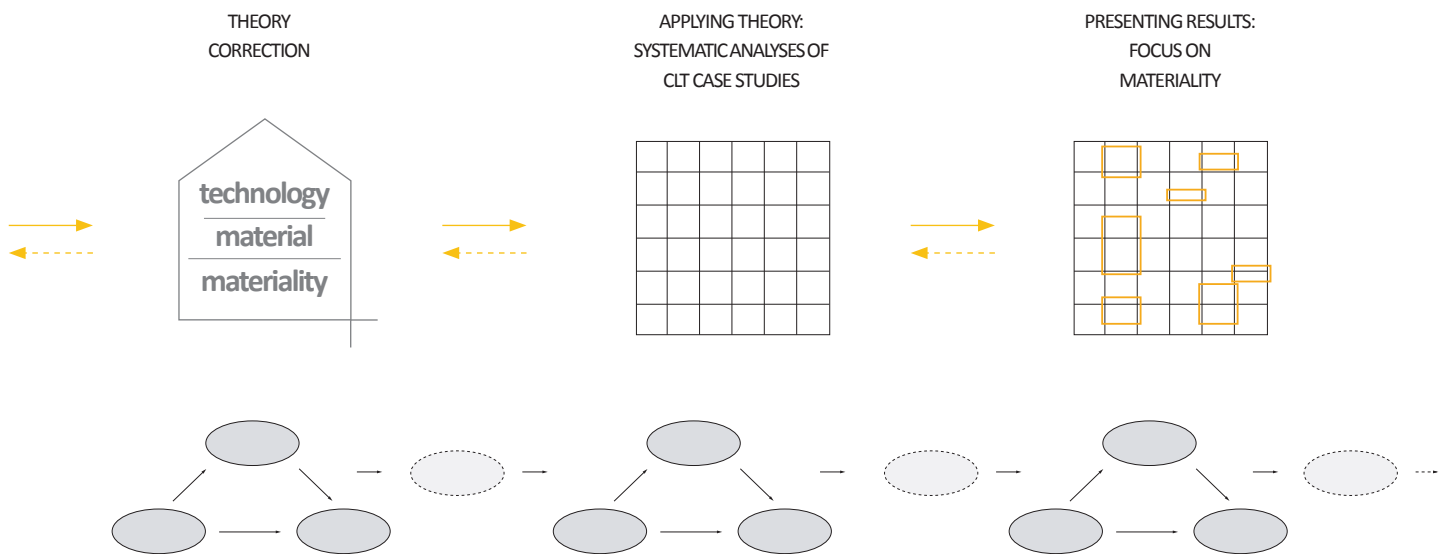 THEORY
CORRECTION
APPLYING THEORY:
SYSTEMATIC ANALYSES OF
CLT CASE STUDIES
PRESENTING RESULTS:
FOCUS ON
MATERIALITY
technology
material
materiality